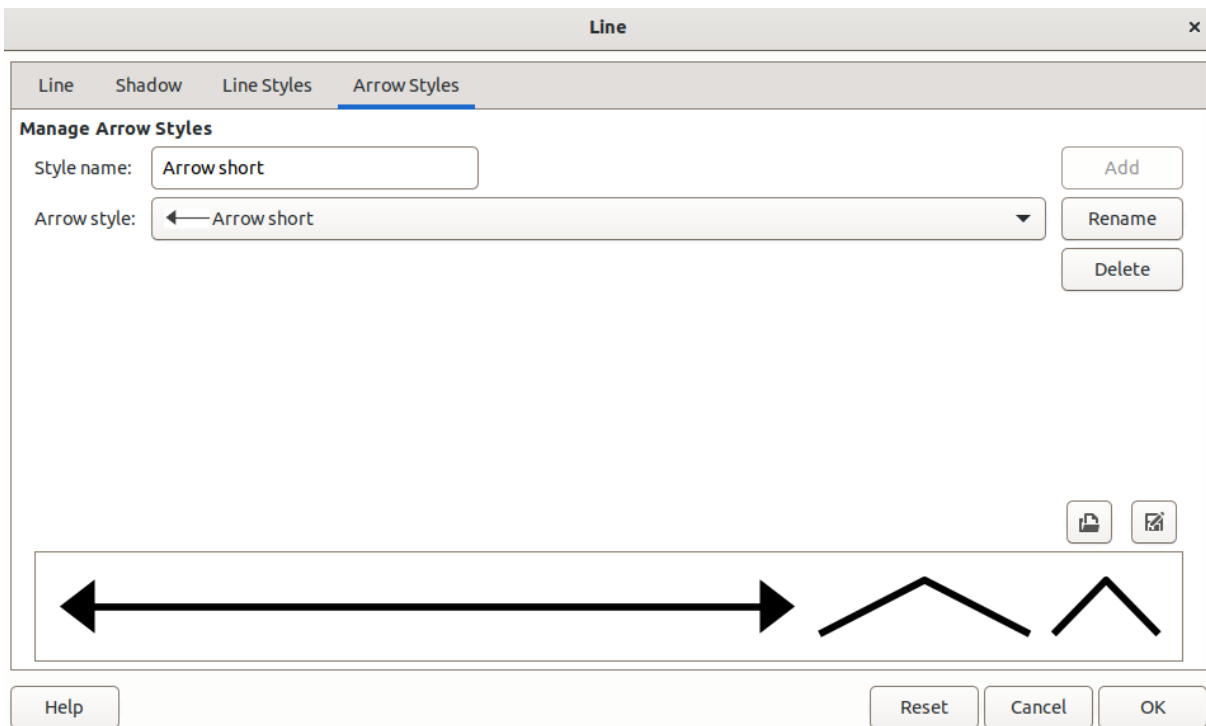 Line
Line Shadow Line Styles Arrow Styles
Manage Arrow Styles
Style name: Arrow short Add
Arrow style: Arrow short Rename
Delete
Help Reset Cancel OK